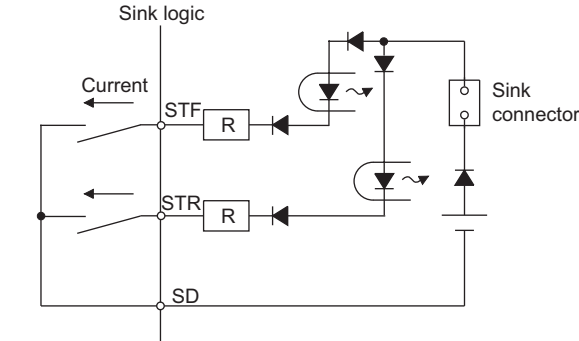 Sink logic
Current
STF
R
Sink
connector
STR
R
SD